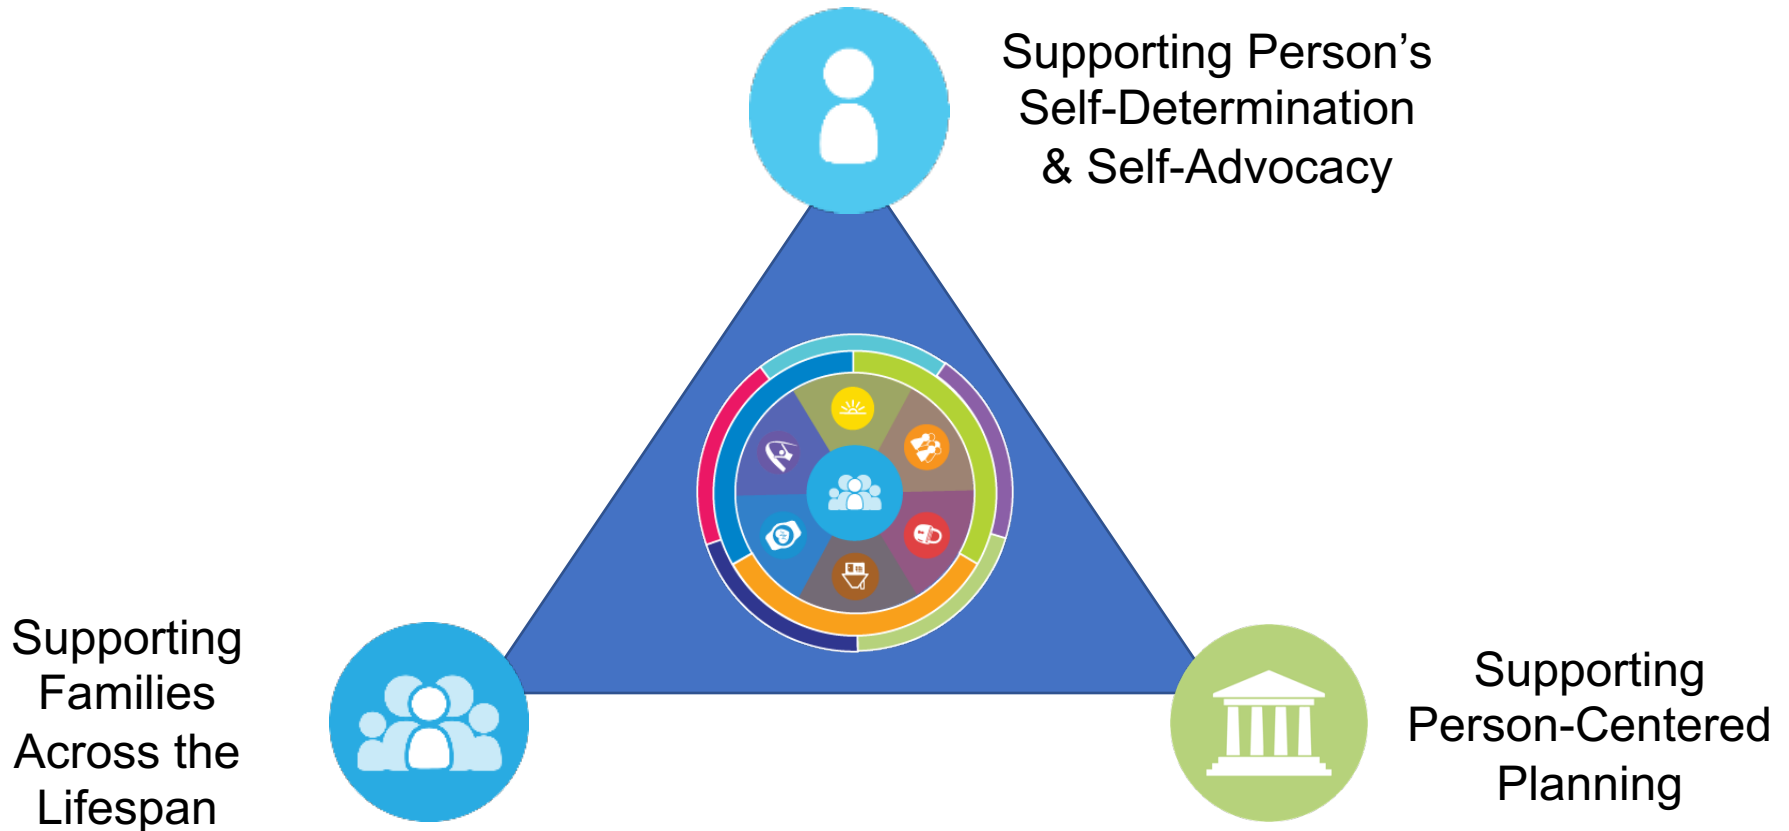 Supporting Person’s
Self-Determination
& Self-Advocacy
Supporting
Families
Across the
Lifespan
Supporting
Person-Centered
Planning